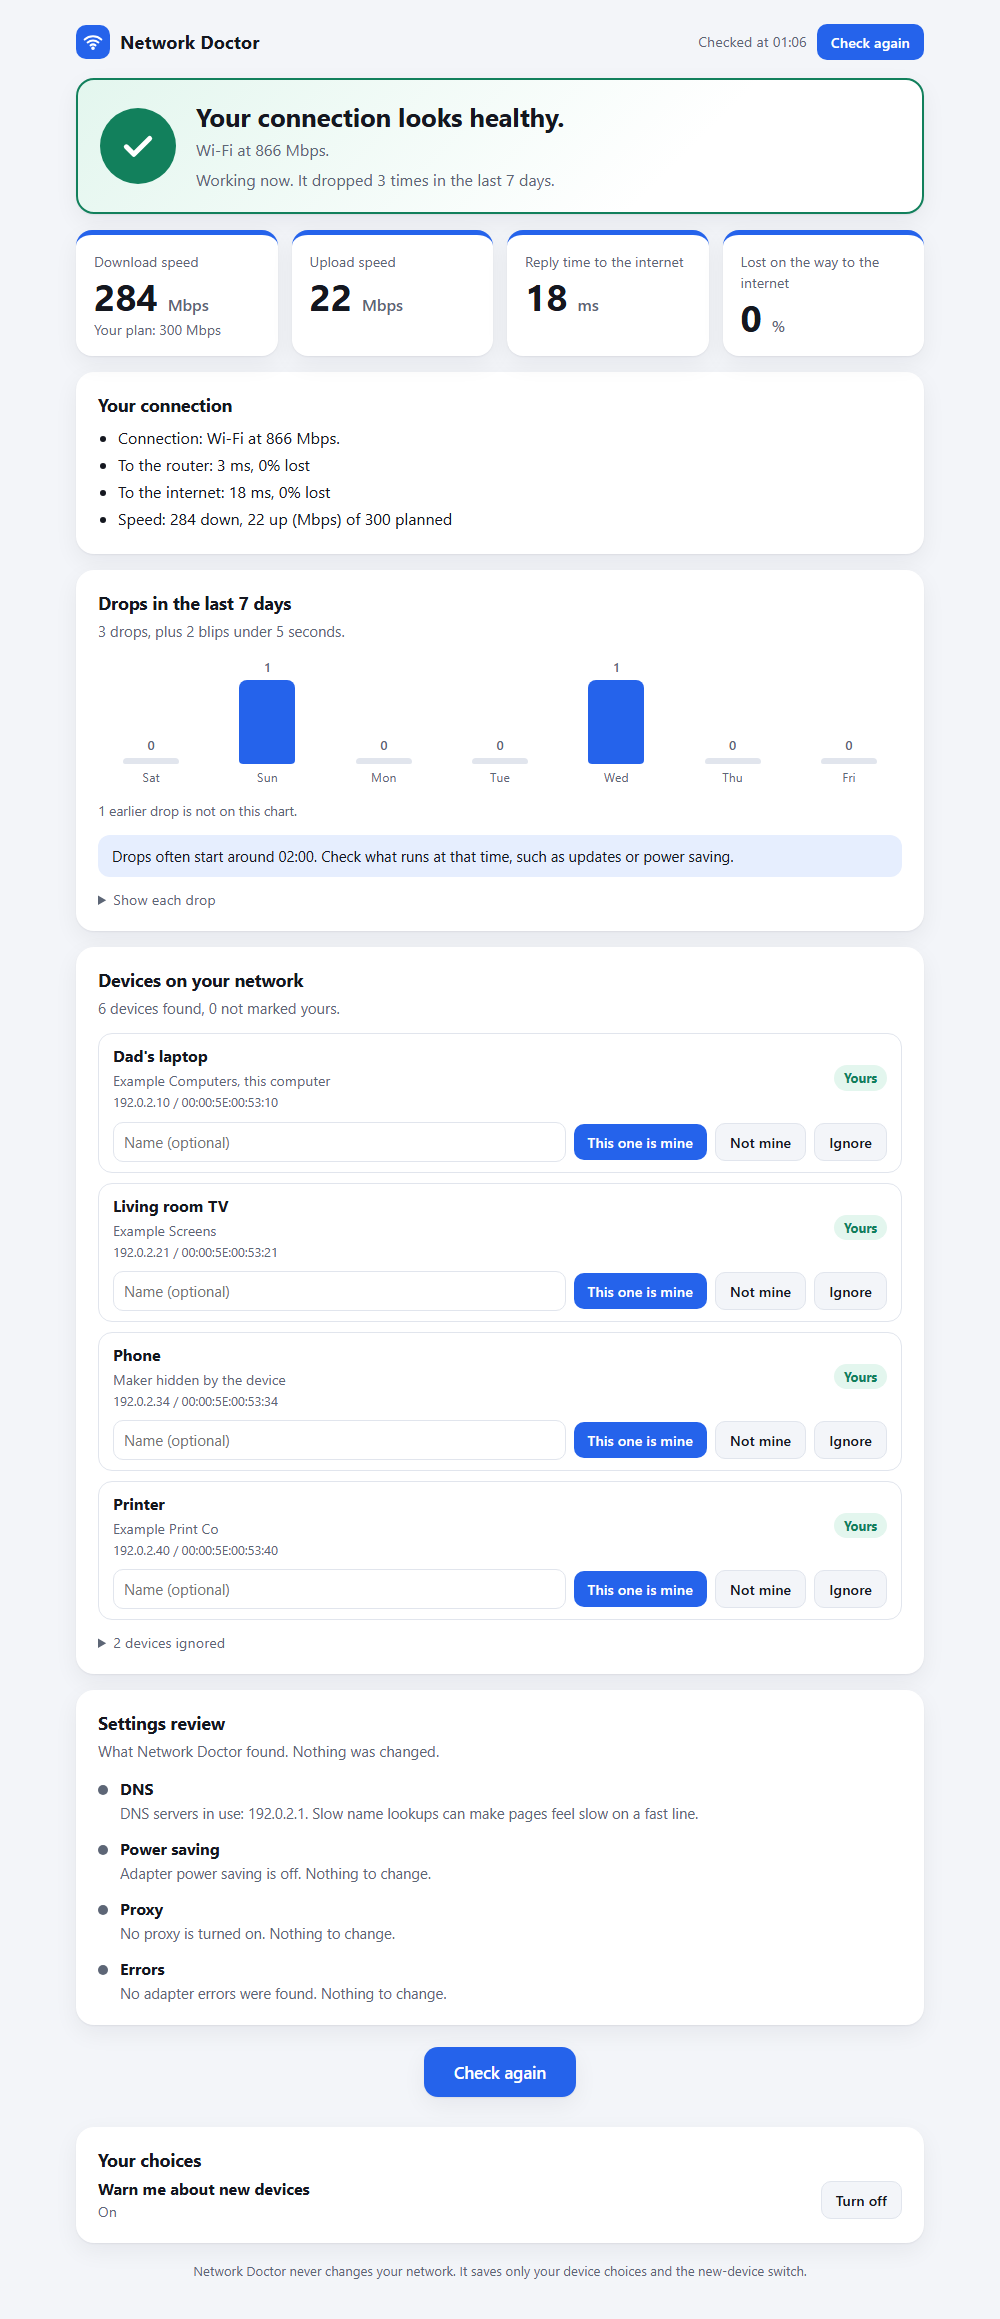 Network Doctor
Checked at 01:06
Check again
Your connection looks healthy.
Wi-Fi at 866 Mbps.
Working now. It dropped 3 times in the last 7 days.
Download speed
284 Mbps
Your plan: 300 Mbps
Upload speed
22 Mbps
Reply time to the internet
18 ms
Lost on the way to the
internet
0 %
Your connection
Connection: Wi-Fi at 866 Mbps.
To the router: 3 ms, 0% lost
To the internet: 18 ms, 0% lost
Speed: 284 down, 22 up (Mbps) of 300 planned
Drops in the last 7 days
3 drops, plus 2 blips under 5 seconds.
0 1 0 0 1 0 0
Sat Sun Mon Tue Wed Thu Fri
1 earlier drop is not on this chart.
Drops often start around 02:00. Check what runs at that time, such as updates or power saving.
Show each drop
Devices on your network
6 devices found, 0 not marked yours.
Dad's laptop
Example Computers, this computer
192.0.2.10 / 00:00:5E:00:53:10
Yours
Name (optional)
This one is mine
Not mine
Ignore
Living room TV
Example Screens
192.0.2.21 / 00:00:5E:00:53:21
Yours
Name (optional)
This one is mine
Not mine
Ignore
Phone
Maker hidden by the device
192.0.2.34 / 00:00:5E:00:53:34
Yours
Name (optional)
This one is mine
Not mine
Ignore
Printer
Example Print Co
192.0.2.40 / 00:00:5E:00:53:40
Yours
Name (optional)
This one is mine
Not mine
Ignore
2 devices ignored
Settings review
What Network Doctor found. Nothing was changed.
DNS
DNS servers in use: 192.0.2.1. Slow name lookups can make pages feel slow on a fast line.
Power saving
Adapter power saving is off. Nothing to change.
Proxy
No proxy is turned on. Nothing to change.
Errors
No adapter errors were found. Nothing to change.
Check again
Your choices
Warn me about new devices
On
Turn off
Network Doctor never changes your network. It saves only your device choices and the new-device switch.